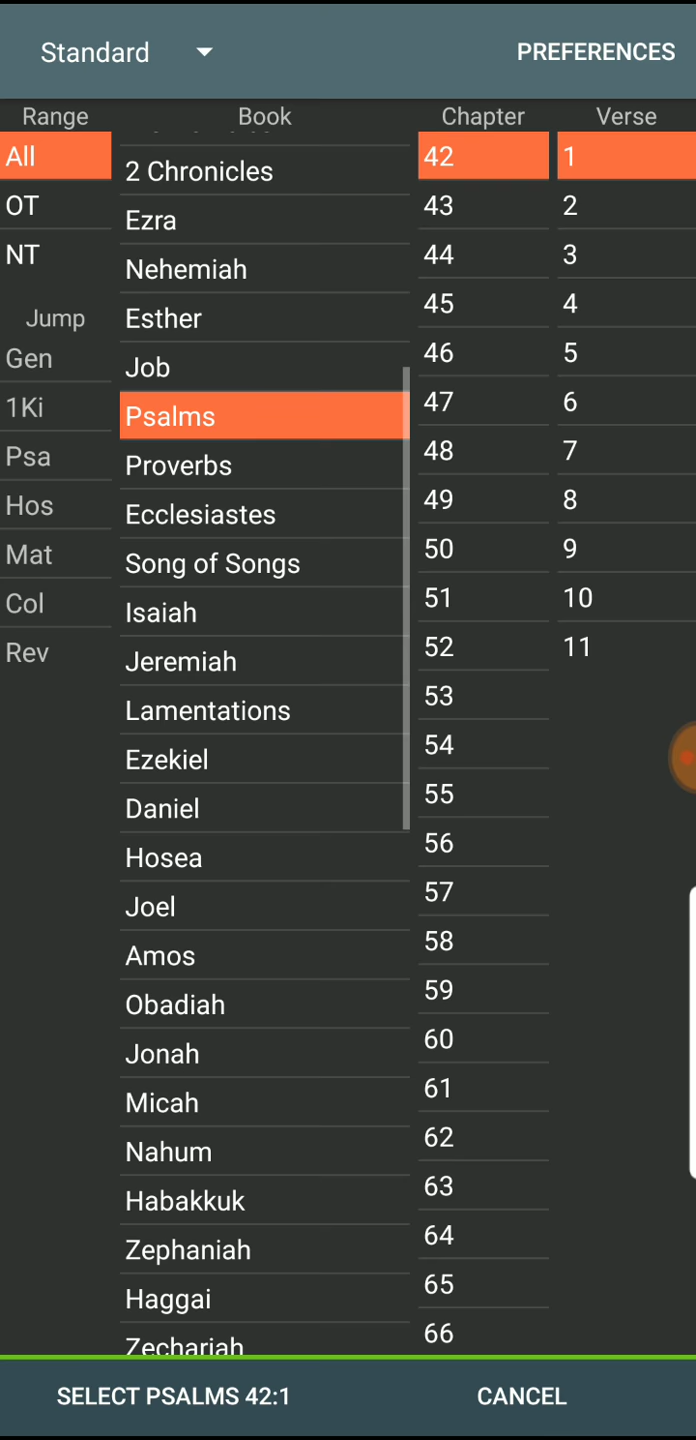 Standard
PREFERENCES
Range
Book
Chapter
Verse
All
OT
NT
Jump
Gen
1Ki
Psa
Hos
Mat
Col
Rev
2 Chronicles
Ezra
Nehemiah
Esther
Job
Psalms
Proverbs
Ecclesiastes
Song of Songs
Isaiah
Jeremiah
Lamentations
Ezekiel
Daniel
Hosea
Joel
Amos
Obadiah
Jonah
Micah
Nahum
Habakkuk
Zephaniah
Haggai
Zechariah
42
43
44
45
46
47
48
49
50
51
52
53
54
55
56
57
58
59
60
61
62
63
64
65
66
1
2
3
4
5
6
7
8
9
10
11
SELECT PSALMS 42:1
CANCEL